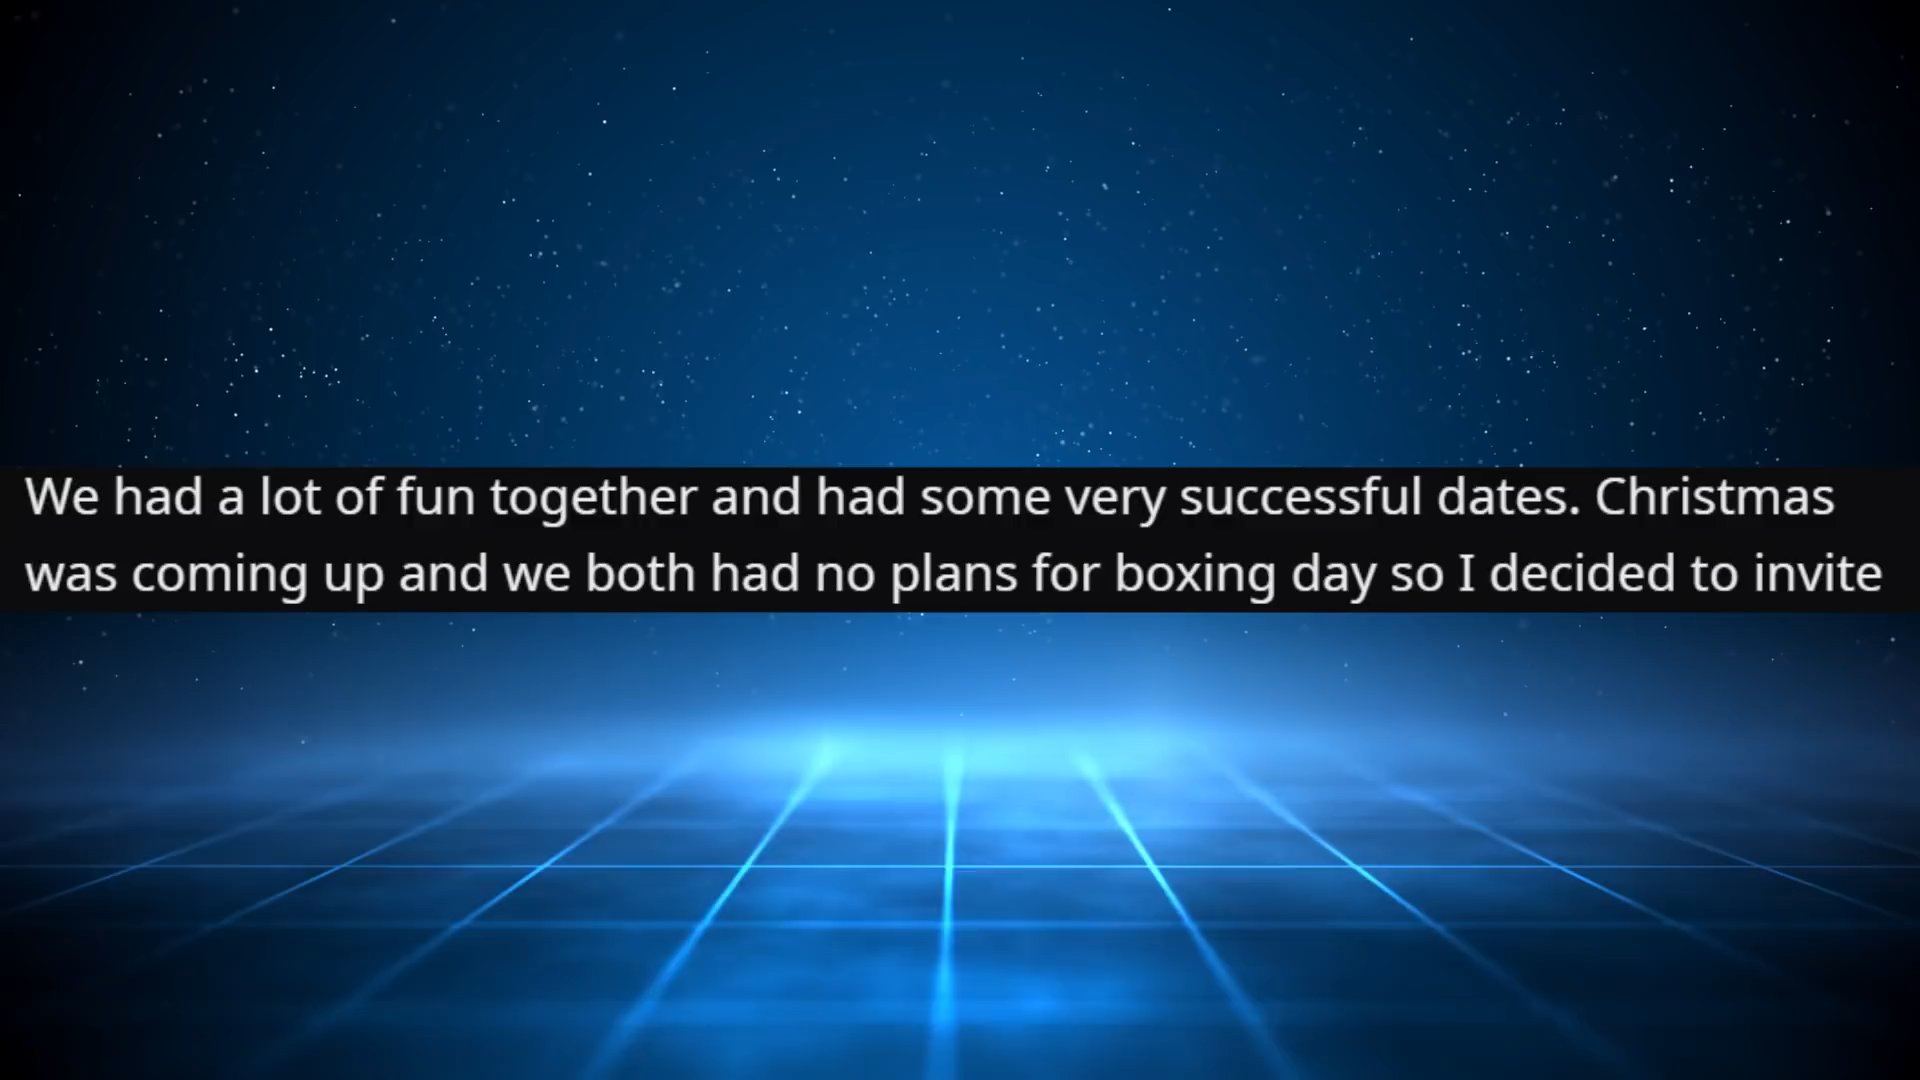 We had a lot of fun together and had some very successful dates. Christmas
was coming up and we both had no plans for boxing day so I decided to invite